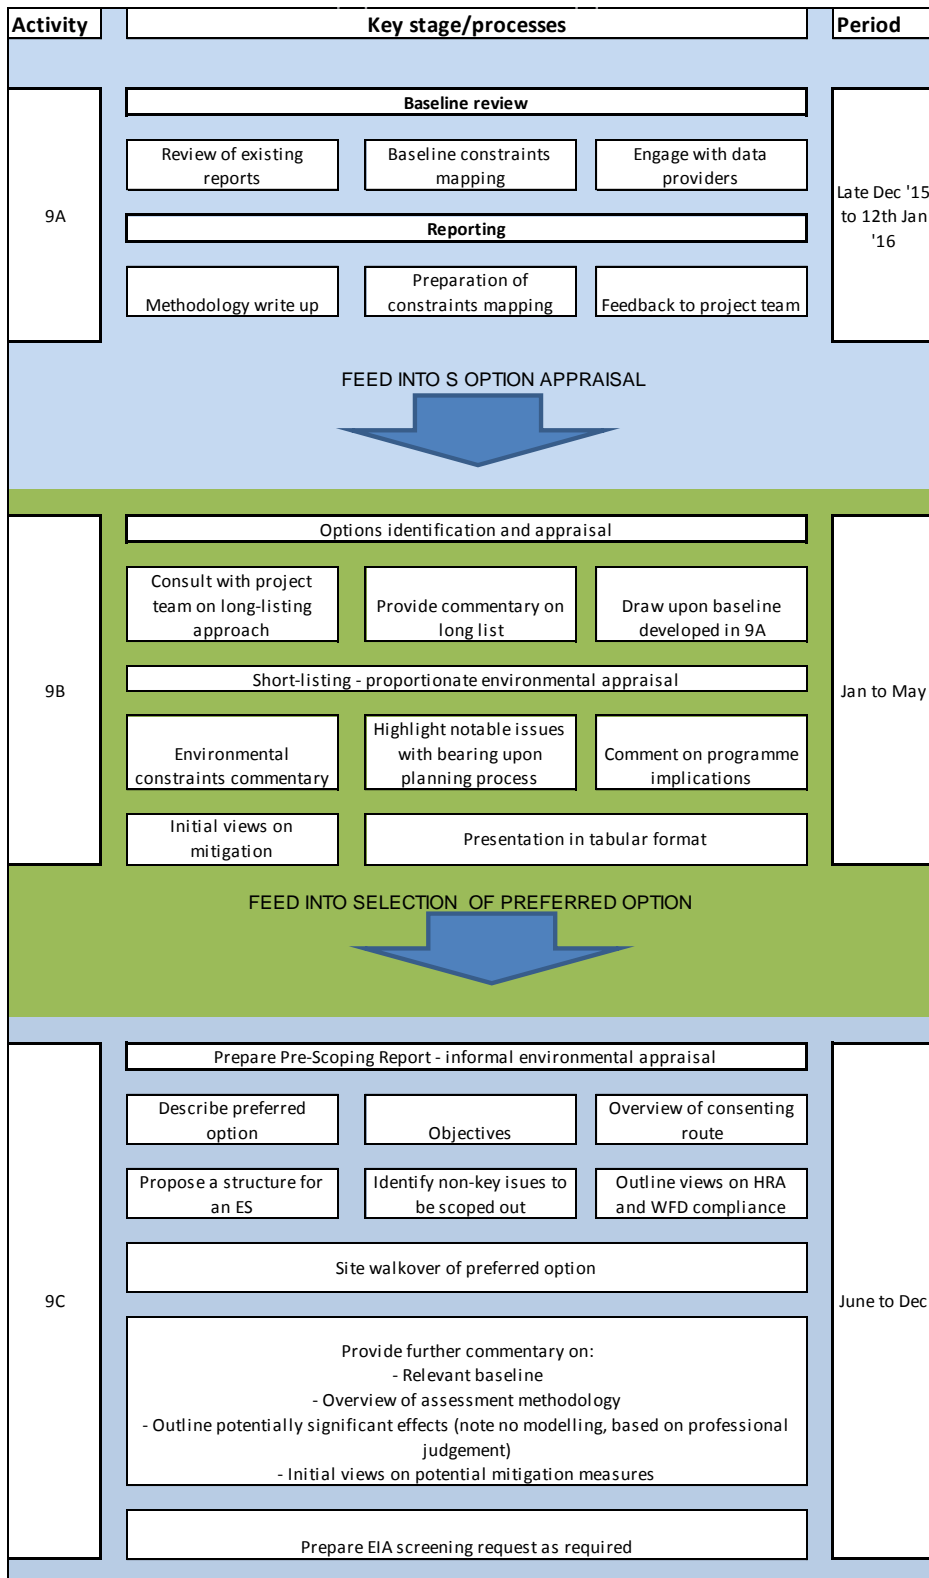 Activity
Key stage/processes
Period
9A
Baseline review
Review of existing
reports
Baseline constraints
mapping
Engage with data
providers
Reporting
Methodology write up
Preparation of
constraints mapping
Feedback to project team
Late Dec '15
to 12th Jan
'16
FEED INTO S OPTION APPRAISAL
9B
Options identification and appraisal
Consult with project
team on long-listing
approach
Provide commentary on
long list
Draw upon baseline
developed in 9A
Short-listing - proportionate environmental appraisal
Environmental
constraints commentary
Highlight notable issues
with bearing upon
planning process
Comment on programme
implications
Initial views on
mitigation
Presentation in tabular format
Jan to May
FEED INTO SELECTION OF PREFERRED OPTION
9C
Prepare Pre-Scoping Report - informal environmental appraisal
Describe preferred
option
Objectives
Overview of consenting
route
Propose a structure for
an ES
Identify non-key isues to
be scoped out
Outline views on HRA
and WFD compliance
Site walkover of preferred option
Provide further commentary on:
- Relevant baseline
- Overview of assessment methodology
- Outline potentially significant effects (note no modelling, based on professional
judgement)
- Initial views on potential mitigation measures
Prepare EIA screening request as required
June to Dec